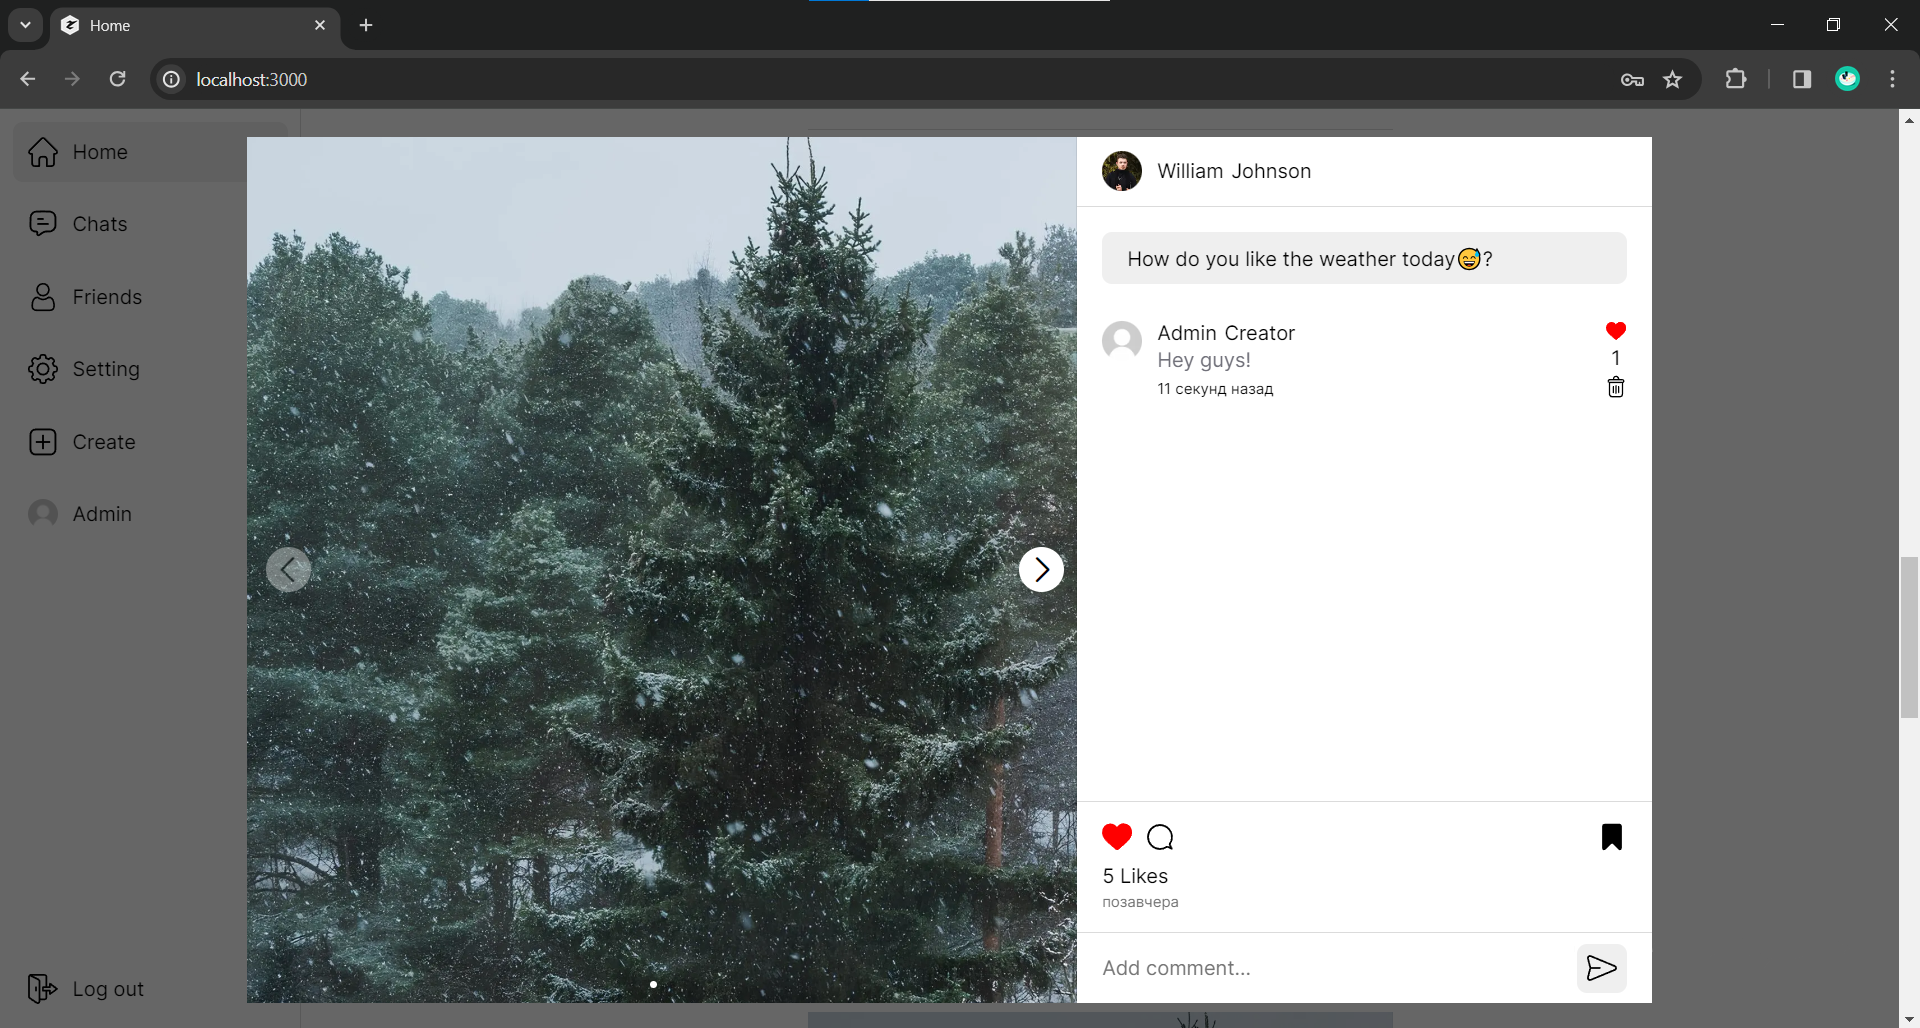 Home
localhost:3000
Home
Chats
Friends
Setting
Create
Admin
Log out
William Johnson
How do you like the weather today😅?
Admin Creator
Hey guys!
11 секунд назад
1
5 Likes
позавчера
Add comment...